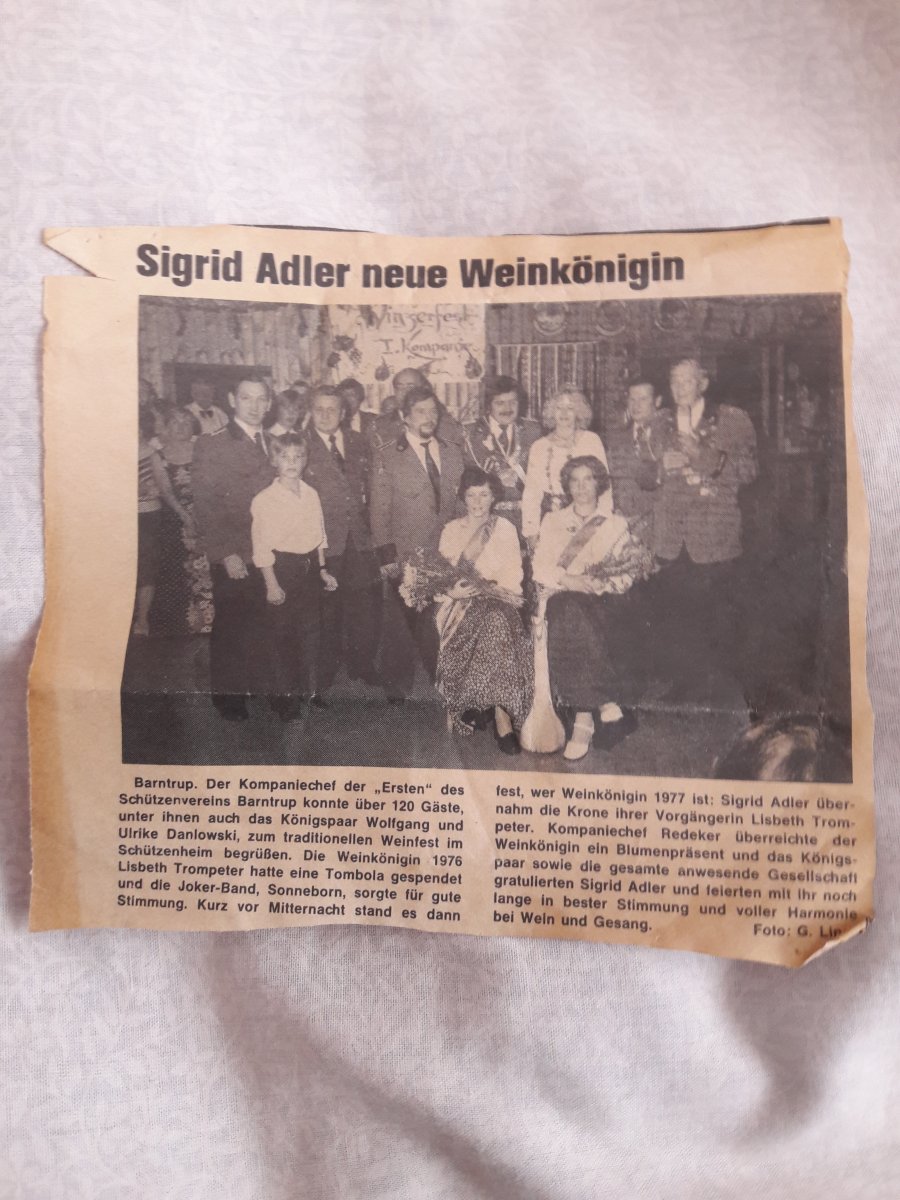 Sigrid Adler neue Weinkönigin
Winzerfest
I. Kompanie
Barntrup. Der Kompaniechef der „Ersten" des
Schützenvereins Barntrup konnte über 120 Gäste,
unter ihnen auch das Königspaar Wolfgang und
Ulrike Danlowski, zum traditionellen Weinfest im
Schützenheim begrüßen. Die Weinkönigin 1976
Lisbeth Trompeter hatte eine Tombola gespendet
und die Joker-Band, Sonneborn, sorgte für gute
Stimmung. Kurz vor Mitternacht stand es dann
fest, wer Weinkönigin 1977 ist: Sigrid Adler über-
nahm die Krone ihrer Vorgängerin Lisbeth Trom-
peter. Kompaniechef Redeker überreichte der
Weinkönigin ein Blumenpräsent und das Königs-
paar sowie die gesamte anwesende Gesellschaft
gratulierten Sigrid Adler und feierten mit ihr noch
lange in bester Stimmung und voller Harmonie
bei Wein und Gesang.
Foto: G.